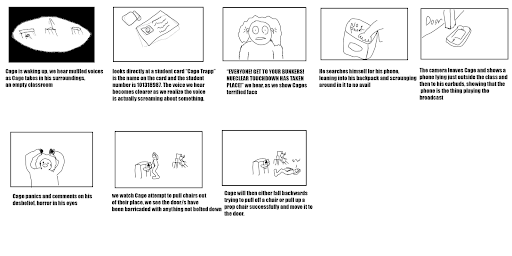 Cage is waking up, we hear muffled voices
as Cage takes in his surroundings,
an empty classroom
looks directly at a student card "Cage Trapp"
is the name on the card and the student
number is 101318587. The voice we hear
becomes clearer as we realize the voice
is actually screaming about something.
"EVERYONE! GET TO YOUR BUNKERS!
NUCLEAR TOUCHDOWN HAS TAKEN
PLACE!" we hear, as we show Cages
terrified face
He searches himself for his phone,
leaning into his backpack and scrounging
around in it to no avail
Door
The camera leaves Cage and shows a
phone lying just outside the class and
then to his earbuds, showing that the
phone is the thing playing the
broadcast
Cage panics and comments on his
desbelief, horror in his eyes
we watch Cage attempt to pull chairs out
of their place, we see the door/s have
been barricaded with anything not bolted down
Cage will then either fall backwards
trying to pull off a chair or pull up a
prop chair successfully and move it to
the door.